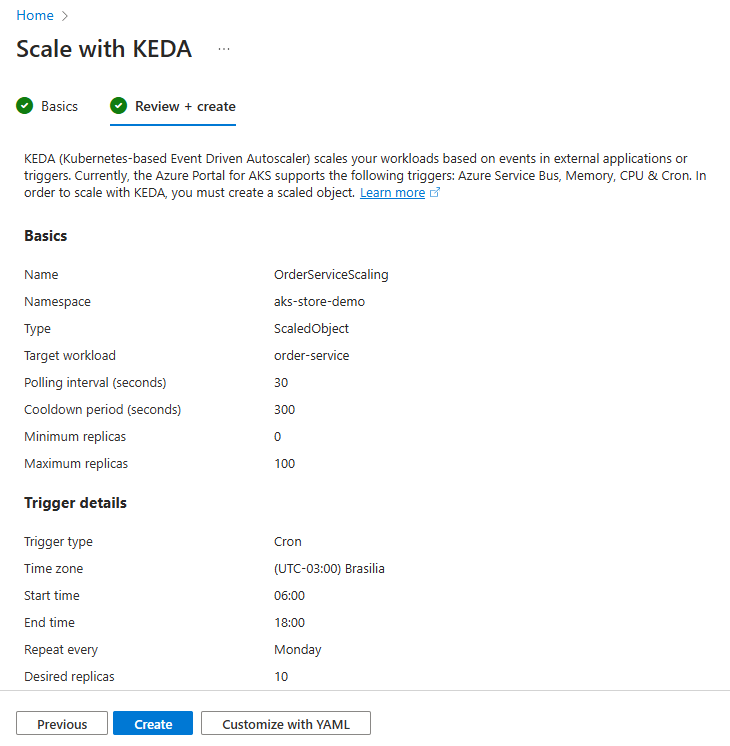 Home
Scale with KEDA ...
Basics Review + create
KEDA (Kubernetes-based Event Driven Autoscaler) scales your workloads based on events in external applications or
triggers. Currently, the Azure Portal for AKS supports the following triggers: Azure Service Bus, Memory, CPU & Cron. In
order to scale with KEDA, you must create a scaled object. Learn more
Basics
Name OrderServiceScaling
Namespace aks-store-demo
Type ScaledObject
Target workload order-service
Polling interval (seconds) 30
Cooldown period (seconds) 300
Minimum replicas 0
Maximum replicas 100
Trigger details
Trigger type Cron
Time zone (UTC-03:00) Brasilia
Start time 06:00
End time 18:00
Repeat every Monday
Desired replicas 10
Previous Create Customize with YAML